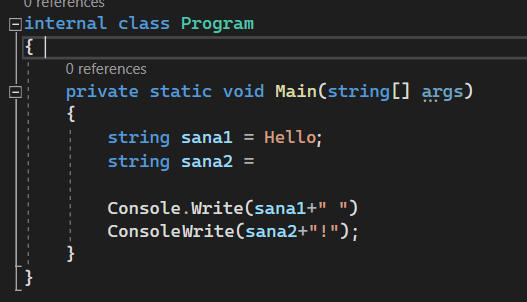 0 references
internal class Program
{
0 references
private static void Main(string[] args)
{
string sana1 = Hello;
string sana2 =
Console.Write(sana1+" ")
ConsoleWrite(sana2+"!");
}
}